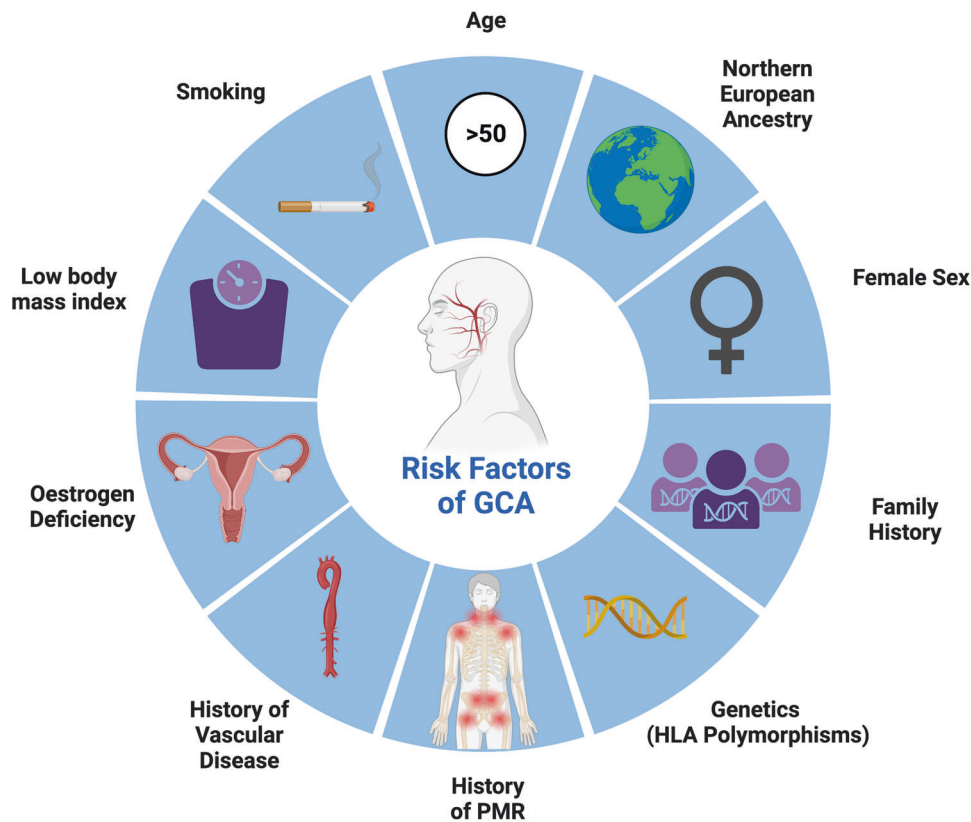 Age
>50
Northern
European
Ancestry
Female Sex
Family
History
Genetics
(HLA Polymorphisms)
History
of PMR
History of
Vascular
Disease
Oestrogen
Deficiency
Low body
mass index
Smoking
Risk Factors
of GCA